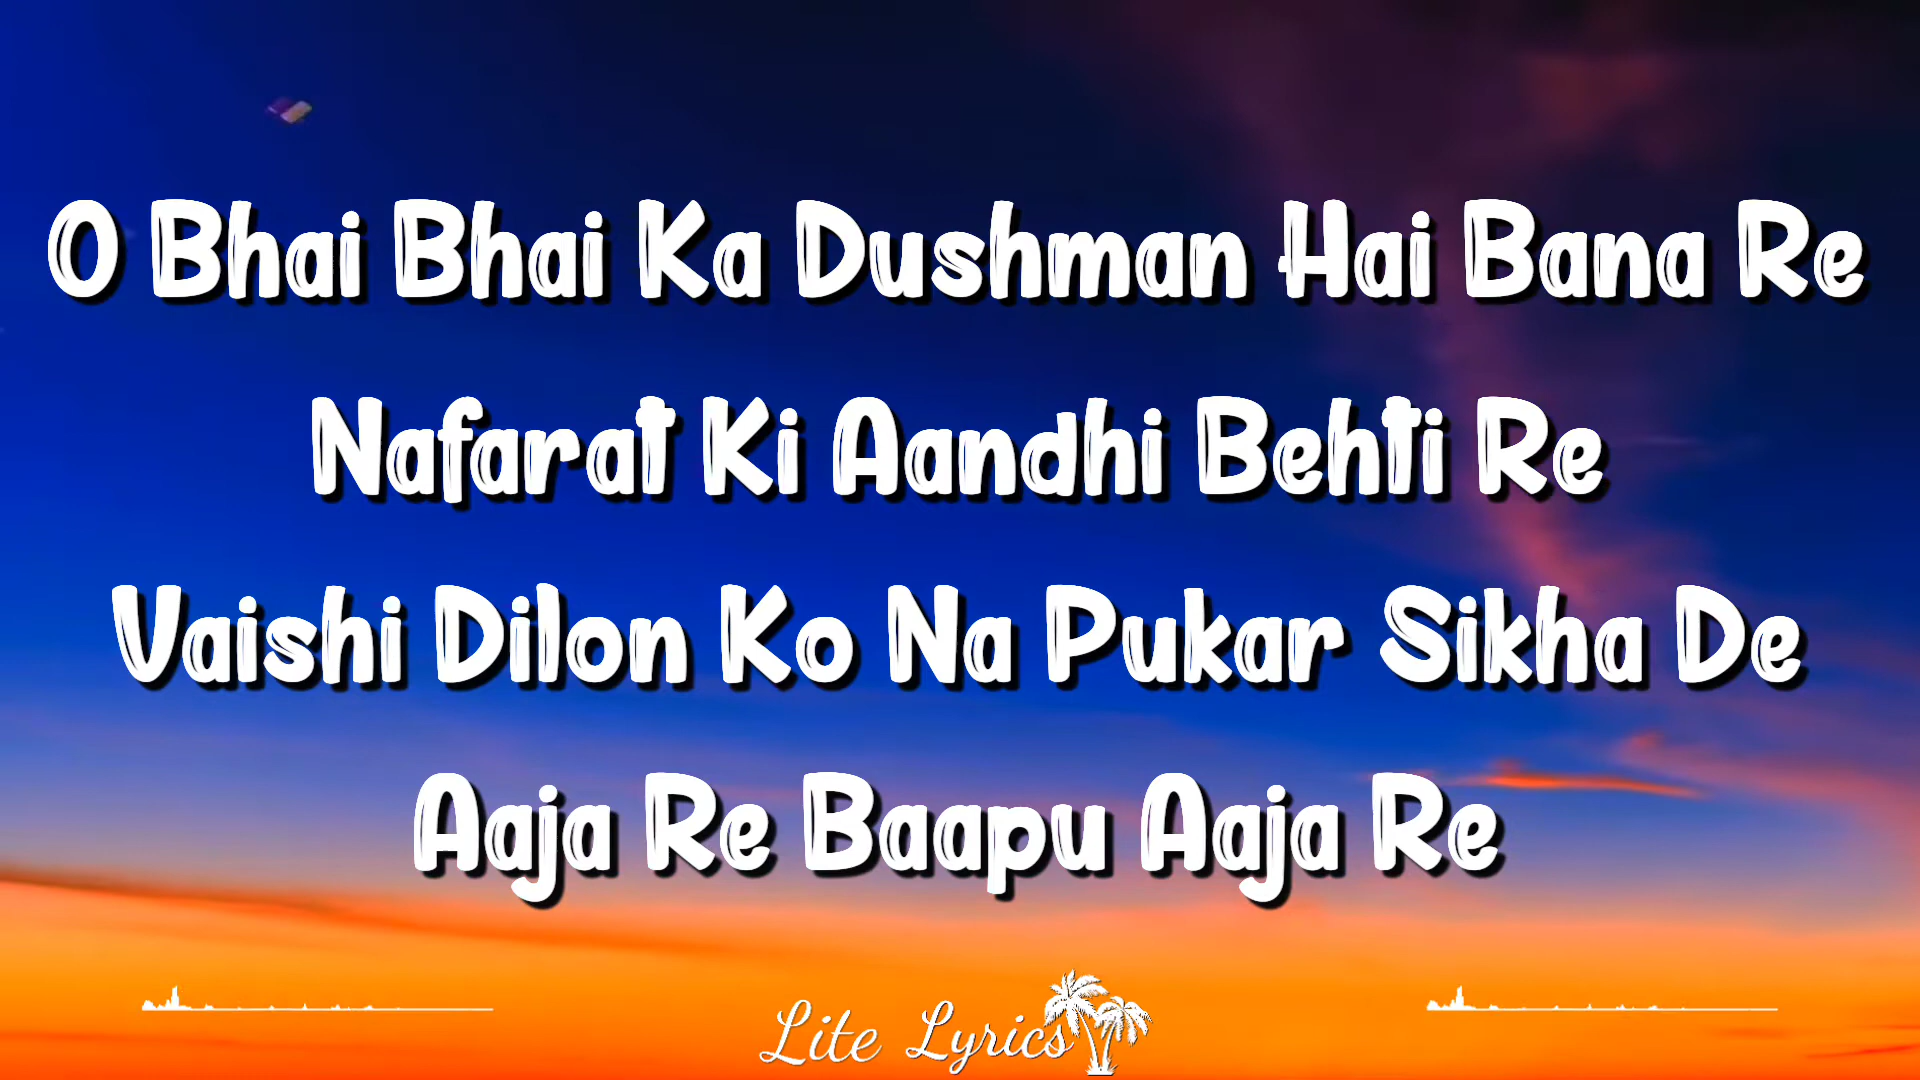 O Bhai Bhai Ka Dushman Hai Bana Re
Nafarat Ki Aandhi Behti Re
Vaishi Dilon Ko Na Pukar Sikha De
Aaja Re Baapu Aaja Re
Lite Lyrics